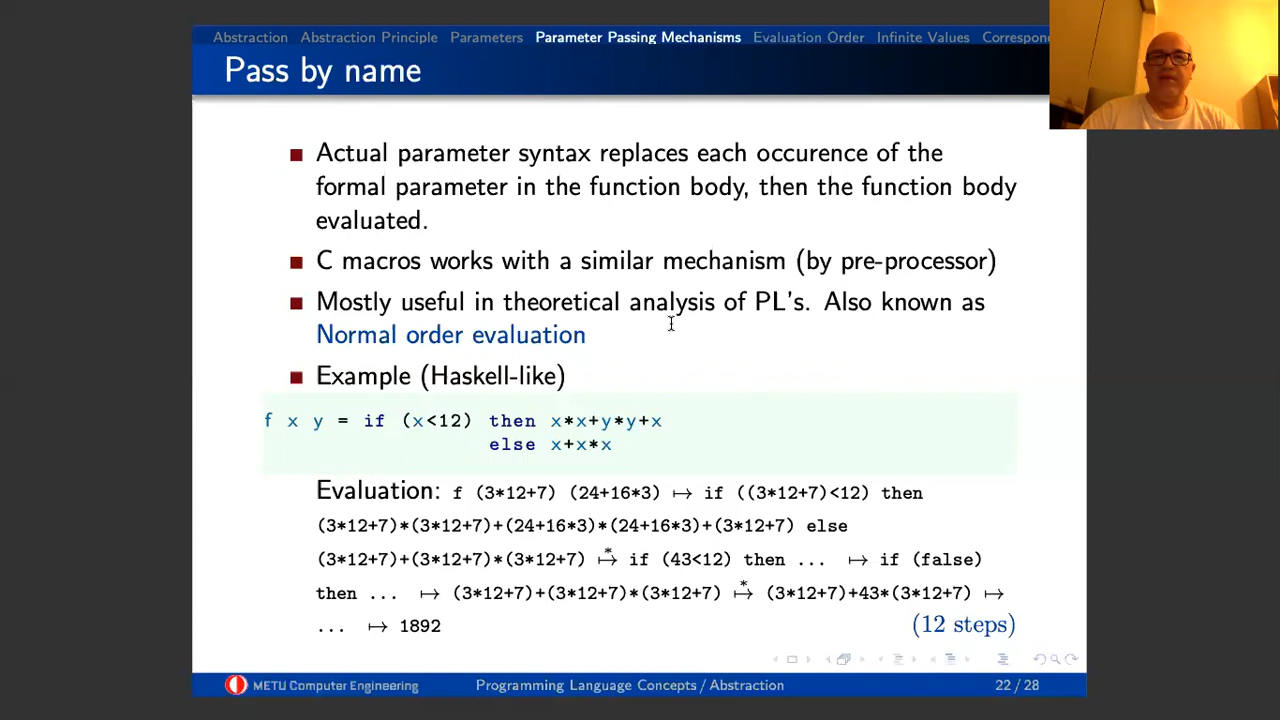 Abstraction Abstraction Principle Parameters Parameter Passing Mechanisms Evaluation Order Infinite Values Correspon
Pass by name
Actual parameter syntax replaces each occurence of the
formal parameter in the function body, then the function body
evaluated.
C macros works with a similar mechanism (by pre-processor)
Mostly useful in theoretical analysis of PL's. Also known as
Normal order evaluation
Example (Haskell-like)
f x y = if (x<12) then x*x+y*y+x
else x+x*x
Evaluation: f (3*12+7) (24+16*3) ↦ if ((3*12+7)<12) then
(3*12+7)*(3*12+7)+(24+16*3)*(24+16*3)+(3*12+7) else
(3*12+7)+(3*12+7)*(3*12+7) ↦* if (43<12) then ... ↦ if (false)
then ... ↦ (3*12+7)+(3*12+7)*(3*12+7) ↦* (3*12+7)+43*(3*12+7) ↦
... ↦ 1892 (12 steps)
METU Computer Engineering Programming Language Concepts / Abstraction 22 / 28